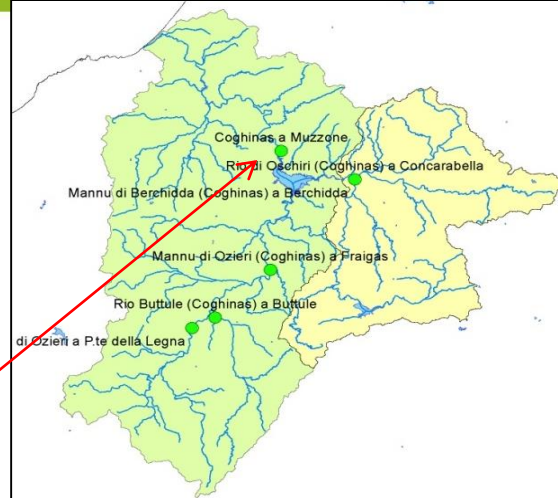 Coghinas a Muzzone
Rio di Oschiri (Coghinas) a Concarabella
Mannu di Berchidda (Coghinas) a Berchidda
Mannu di Ozieri (Coghinas) a Fraigas
Rio Buttule (Coghinas) a Buttule
di Ozieri a P.te della Legna